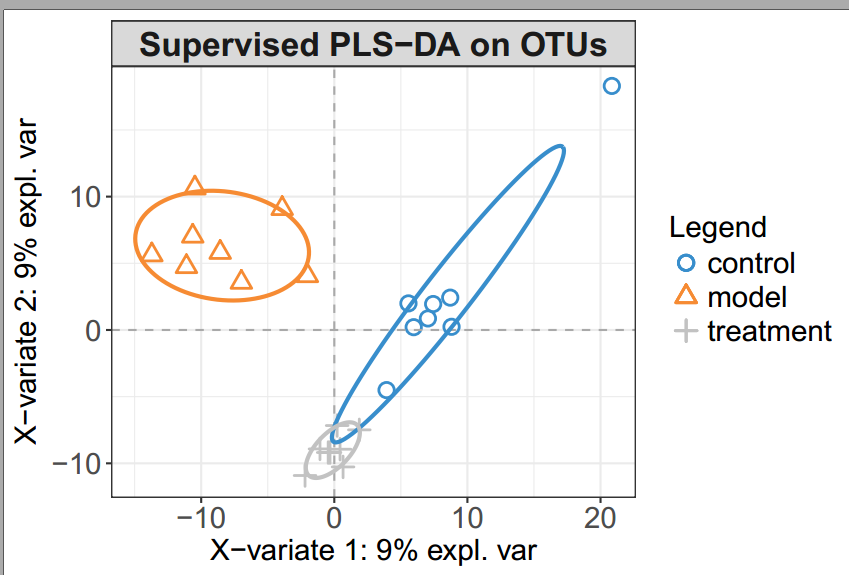 Supervised PLS−DA on OTUs
X−variate 2: 9% expl. var
10
0
−10
−10
0
10
20
X−variate 1: 9% expl. var
Legend
control
model
treatment